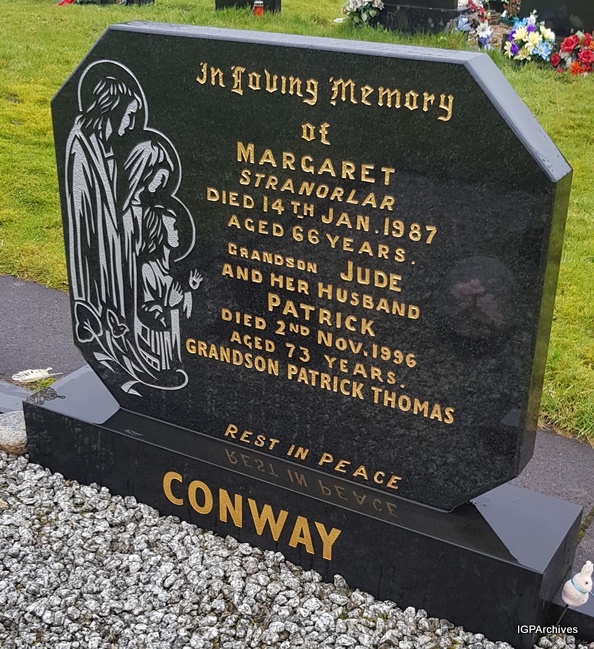 In Loving Memory
of
MARGARET
STRANORLAR
DIED 14TH JAN. 1987
AGED 66 YEARS.
GRANDSON JUDE
AND HER HUSBAND
PATRICK
DIED 2ND NOV. 1996
AGED 73 YEARS.
GRANDSON PATRICK THOMAS
REST IN PEACE
CONWAY
IGPArchives